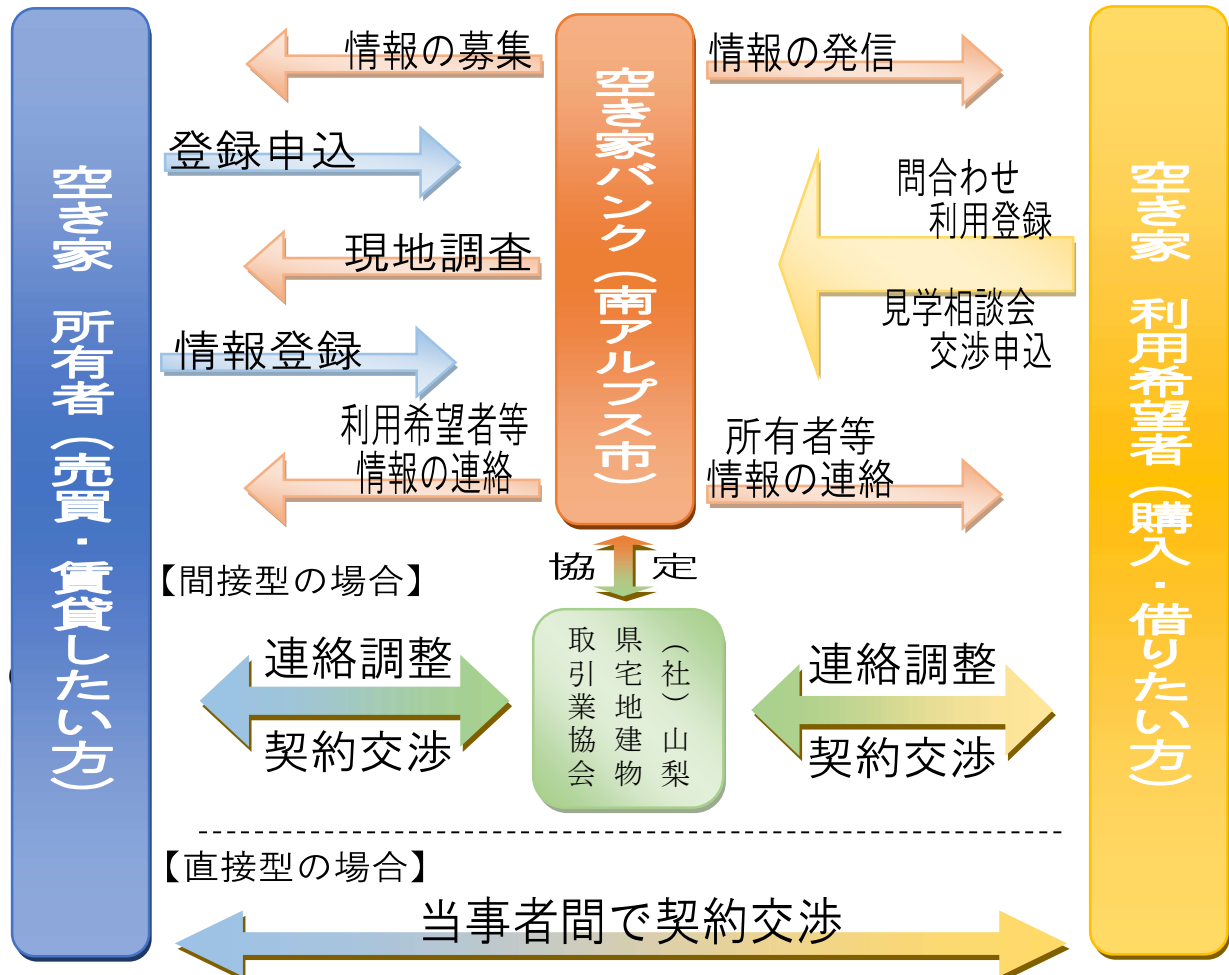 空き家 所有者(売買・賃貸したい方)
情報の募集
登録申込
現地調査
情報登録
利用希望者等
情報の連絡
空き家バンク(南アルプス市)
情報の発信
問合わせ
利用登録
見学相談会
交渉申込
所有者等
情報の連絡
空き家 利用希望者(購入・借りたい方)
協 定
【間接型の場合】
連絡調整
契約交渉
(社)山梨
県宅地建物
取引業協会
連絡調整
契約交渉
【直接型の場合】
当事者間で契約交渉